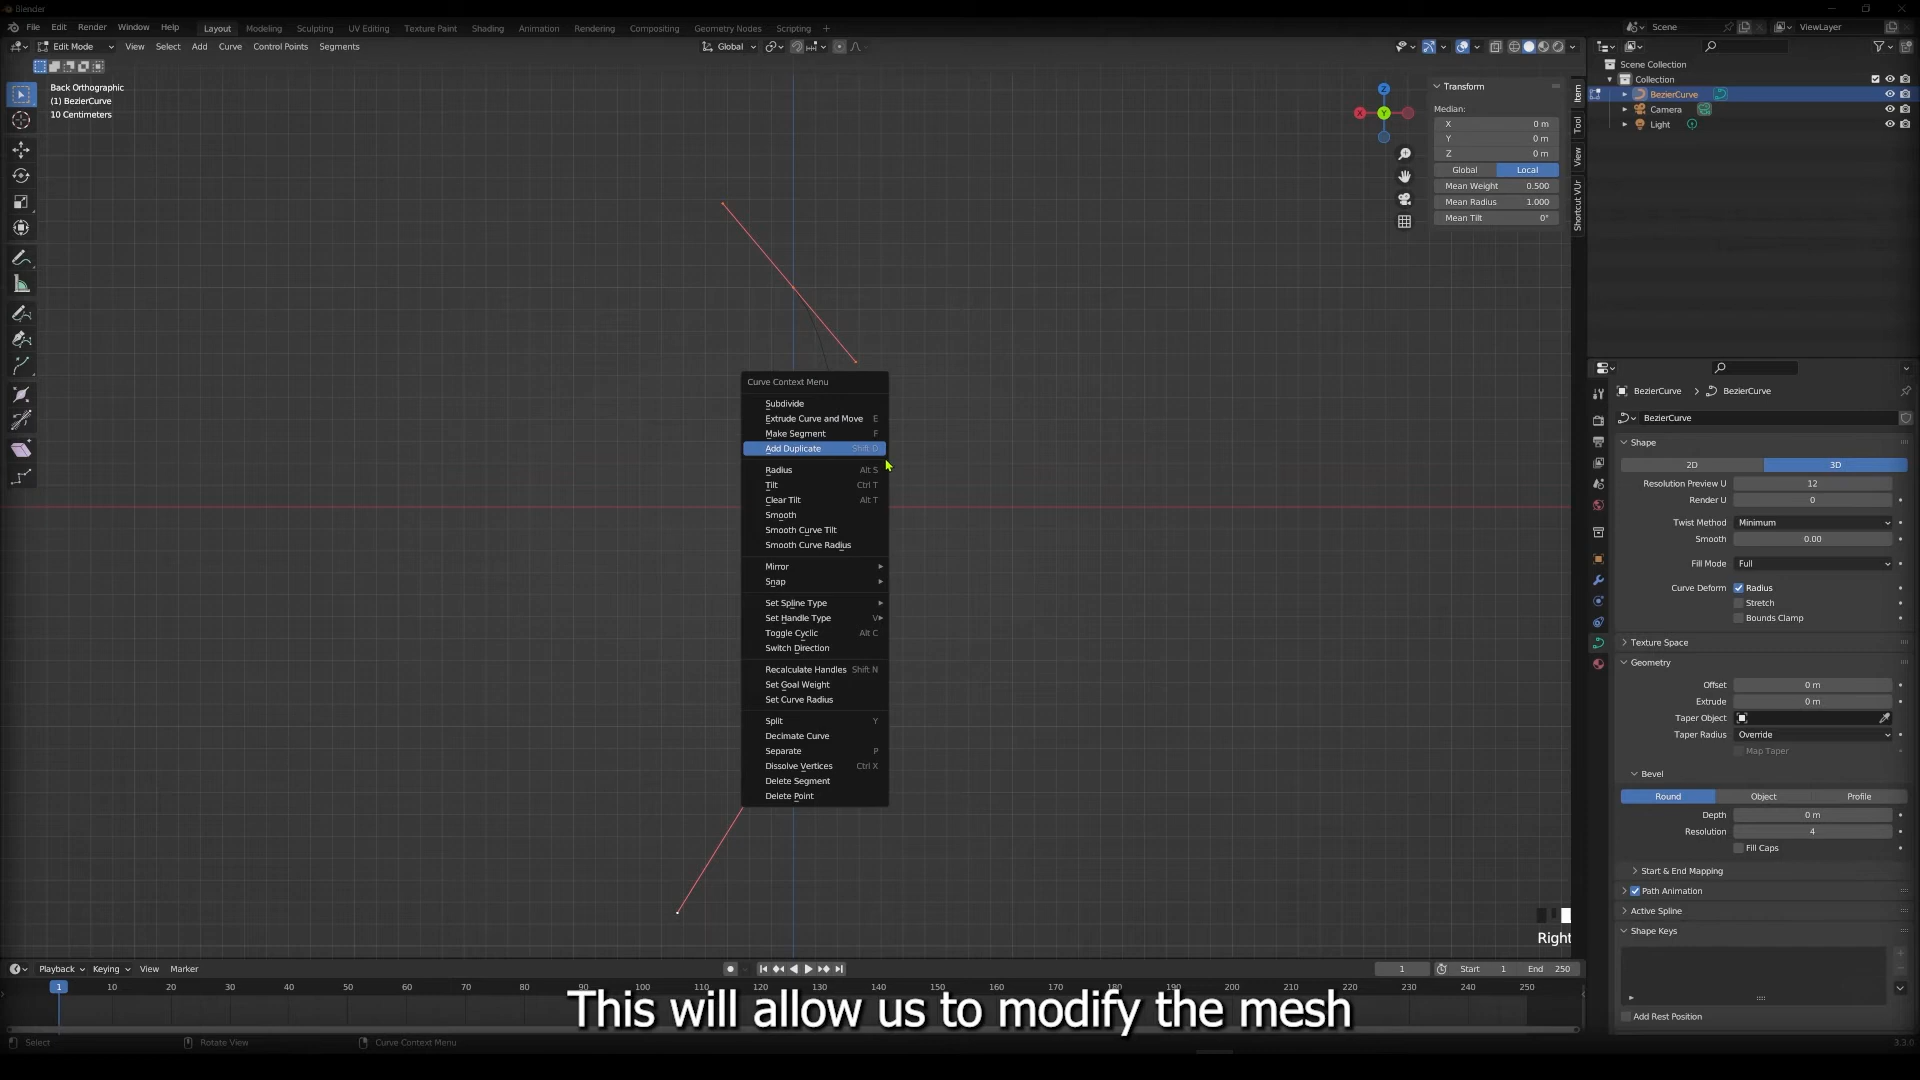 Blender
File Edit Render Window Help
Layout Modeling Sculpting UV Editing Texture Paint Shading Animation Rendering Compositing Geometry Nodes Scripting +
Scene
ViewLayer
Edit Mode View Select Add Curve Control Points Segments
Global
Back Orthographic
(1) BezierCurve
10 Centimeters
Z
X
Y
Transform
Median:
X 0 m
Y 0 m
Z 0 m
Global Local
Mean Weight 0.500
Mean Radius 1.000
Mean Tilt 0°
Item
Tool
View
Shortcut VUr
Scene Collection
Collection
BezierCurve
Camera
Light
Curve Context Menu
Subdivide
Extrude Curve and Move E
Make Segment F
Add Duplicate Shift D
Radius Alt S
Tilt Ctrl T
Clear Tilt Alt T
Smooth
Smooth Curve Tilt
Smooth Curve Radius
Mirror
Snap
Set Spline Type
Set Handle Type V
Toggle Cyclic Alt C
Switch Direction
Recalculate Handles Shift N
Set Goal Weight
Set Curve Radius
Split Y
Decimate Curve
Separate P
Dissolve Vertices Ctrl X
Delete Segment
Delete Point
BezierCurve > BezierCurve
BezierCurve
Shape
2D 3D
Resolution Preview U 12
Render U 0
Twist Method Minimum
Smooth 0.00
Fill Mode Full
Curve Deform Radius
Stretch
Bounds Clamp
Texture Space
Geometry
Offset 0 m
Extrude 0 m
Taper Object
Taper Radius Override
Map Taper
Bevel
Round Object Profile
Depth 0 m
Resolution 4
Fill Caps
Start & End Mapping
Path Animation
Active Spline
Shape Keys
Add Rest Position
Right
Playback Keying View Marker
1 Start 1 End 250
1 10 20 30 40 50 60 70 80 90 100 110 120 130 140 150 160 170 180 190 200 210 220 230 240 250
This will allow us to modify the mesh
Select Rotate View Curve Context Menu
3.3.0